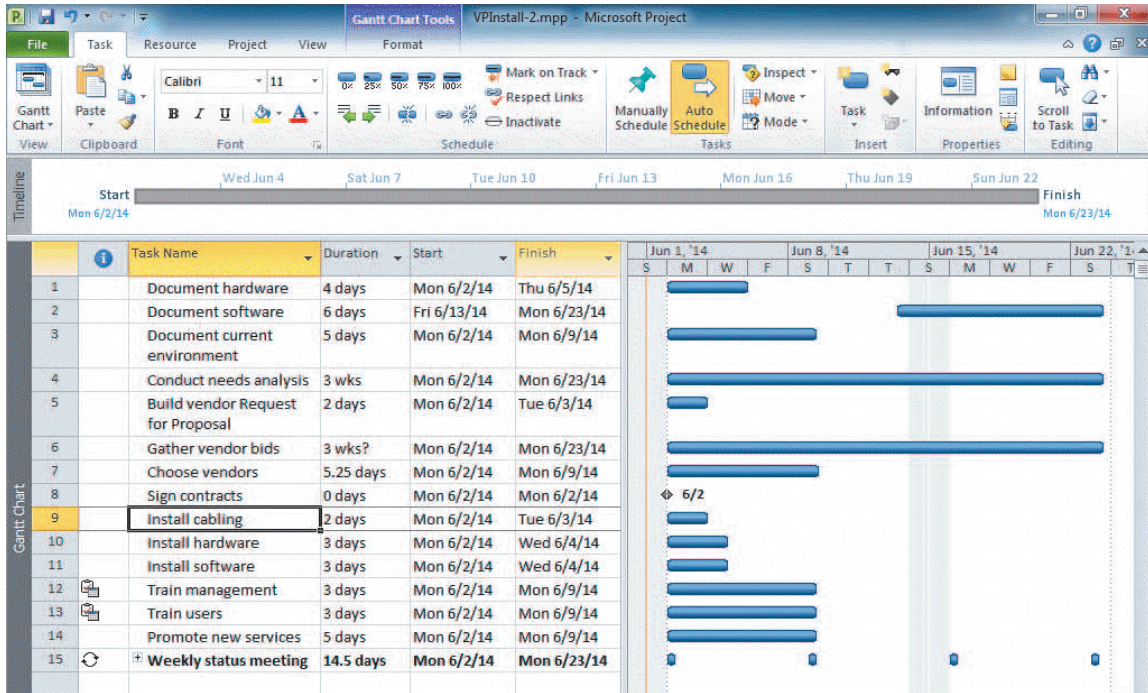 Gantt Chart Tools VPInstall-2.mpp - Microsoft Project
File Task Resource Project View Format
Calibri 11 0% 25% 50% 75% 100% Mark on Track Inspect
Respect Links Move
Gantt Chart Paste B I U A Inactivate Manually Schedule Auto Schedule Mode Task Information Scroll to Task
View Clipboard Font Schedule Tasks Insert Properties Editing
Timeline
Wed Jun 4 Sat Jun 7 Tue Jun 10 Fri Jun 13 Mon Jun 16 Thu Jun 19 Sun Jun 22
Start Finish
Mon 6/2/14 Mon 6/23/14
Gantt Chart
Task Name Duration Start Finish Jun 1, '14 Jun 8, '14 Jun 15, '14 Jun 22, '1
S M W F S T T S M W F S T
1 Document hardware 4 days Mon 6/2/14 Thu 6/5/14
2 Document software 6 days Fri 6/13/14 Mon 6/23/14
3 Document current 5 days Mon 6/2/14 Mon 6/9/14
environment
4 Conduct needs analysis 3 wks Mon 6/2/14 Mon 6/23/14
5 Build vendor Request 2 days Mon 6/2/14 Tue 6/3/14
for Proposal
6 Gather vendor bids 3 wks? Mon 6/2/14 Mon 6/23/14
7 Choose vendors 5.25 days Mon 6/2/14 Mon 6/9/14
8 Sign contracts 0 days Mon 6/2/14 Mon 6/2/14 6/2
9 Install cabling 2 days Mon 6/2/14 Tue 6/3/14
10 Install hardware 3 days Mon 6/2/14 Wed 6/4/14
11 Install software 3 days Mon 6/2/14 Wed 6/4/14
12 Train management 3 days Mon 6/2/14 Mon 6/9/14
13 Train users 3 days Mon 6/2/14 Mon 6/9/14
14 Promote new services 5 days Mon 6/2/14 Mon 6/9/14
15 Weekly status meeting 14.5 days Mon 6/2/14 Mon 6/23/14